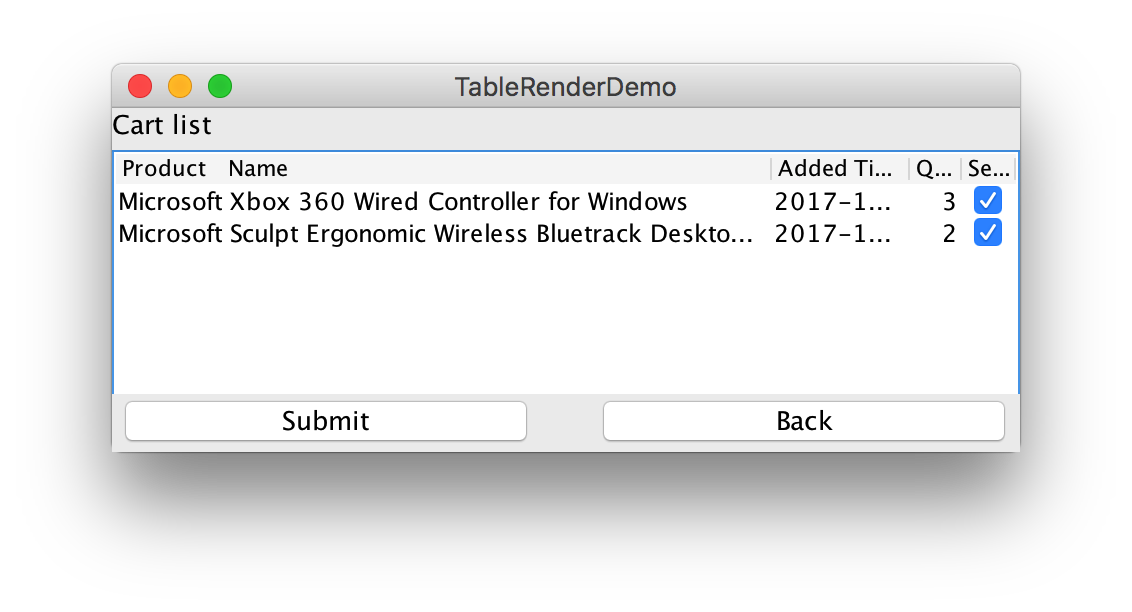 TableRenderDemo
Cart list
Product Name Added Ti... Q... Se...
Microsoft Xbox 360 Wired Controller for Windows 2017-1... 3
Microsoft Sculpt Ergonomic Wireless Bluetrack Deskto... 2017-1... 2
Submit Back